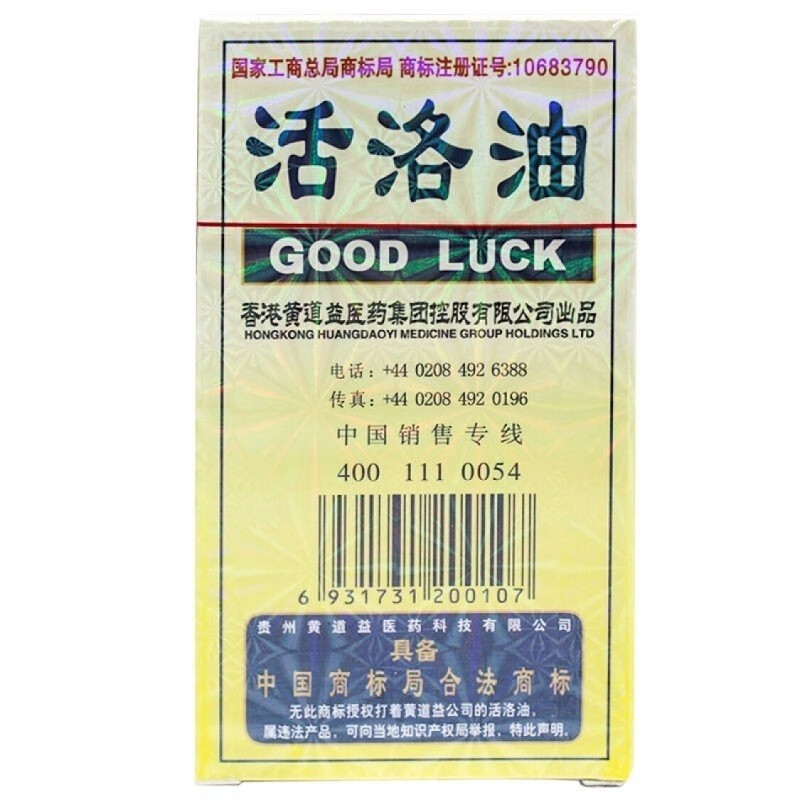 国家工商总局商标局 商标注册证号:10683790
活洛油
GOOD LUCK
香港黄道益医药集团控股有限公司出品
HONGKONG HUANGDAOYI MEDICINE GROUP HOLDINGS LTD
电话：+44 0208 492 6388
传真：+44 0208 492 0196
中国销售专线
400 111 0054
6 931731 200107
贵州黄道益医药科技有限公司
具备
中国商标局合法商标
无此商标授权打着黄道益公司的活洛油，
属违法产品，可向当地知识产权局举报，特此声明。